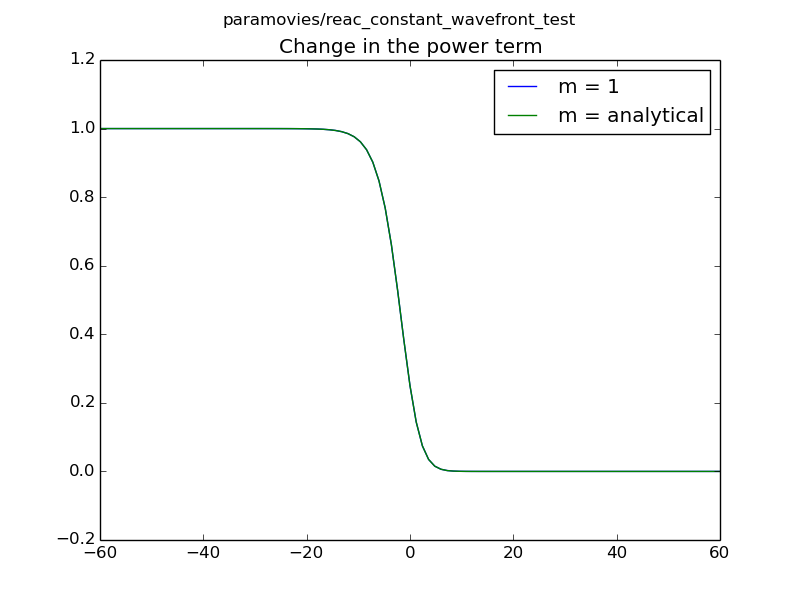 paramovies/reac_constant_wavefront_test
Change in the power term
m = 1
m = analytical
1.2
1.0
0.8
0.6
0.4
0.2
0.0
−0.2
−60 −40 −20 0 20 40 60